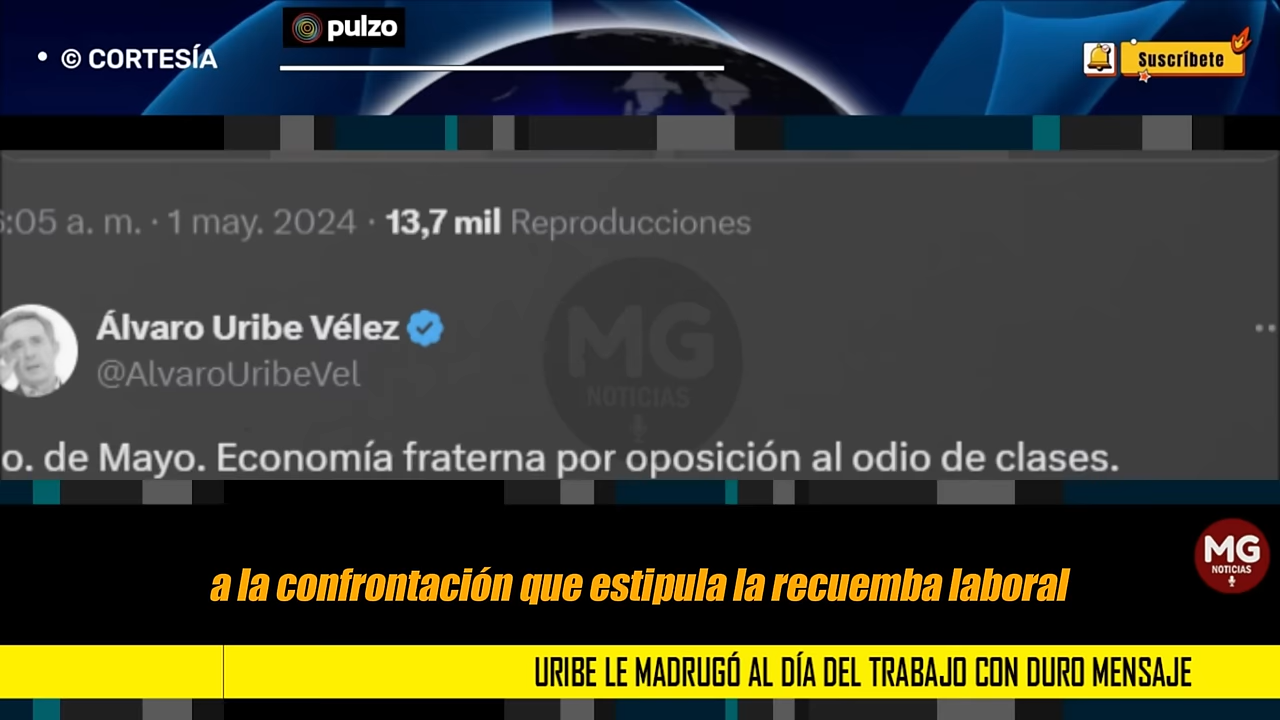 pulzo
• © CORTESÍA
Suscríbete
:05 a. m. · 1 may. 2024 · 13,7 mil Reproducciones
Álvaro Uribe Vélez
@AlvaroUribeVel
MG
NOTICIAS
o. de Mayo. Economía fraterna por oposición al odio de clases.
MG
NOTICIAS
a la confrontación que estipula la recuemba laboral
URIBE LE MADRUGÓ AL DÍA DEL TRABAJO CON DURO MENSAJE